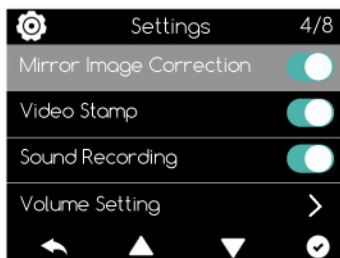 Settings 4/8
Mirror Image Correction
Video Stamp
Sound Recording
Volume Setting